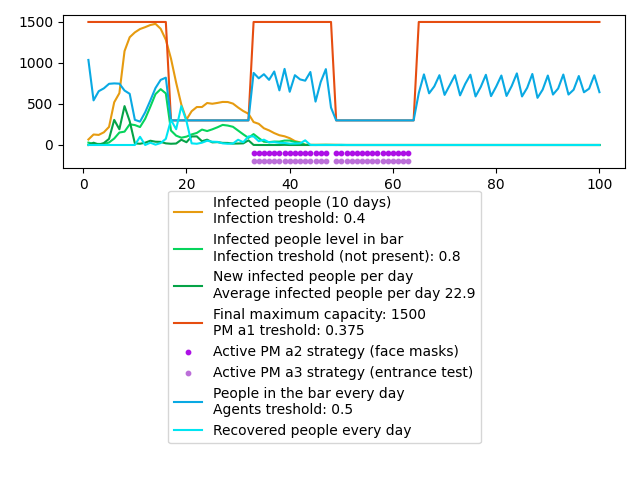 1500
1000
500
0
0
20
40
60
80
100
Infected people (10 days)
Infection treshold: 0.4
Infected people level in bar
Infection treshold (not present): 0.8
New infected people per day
Average infected people per day 22.9
Final maximum capacity: 1500
PM a1 treshold: 0.375
Active PM a2 strategy (face masks)
Active PM a3 strategy (entrance test)
People in the bar every day
Agents treshold: 0.5
Recovered people every day